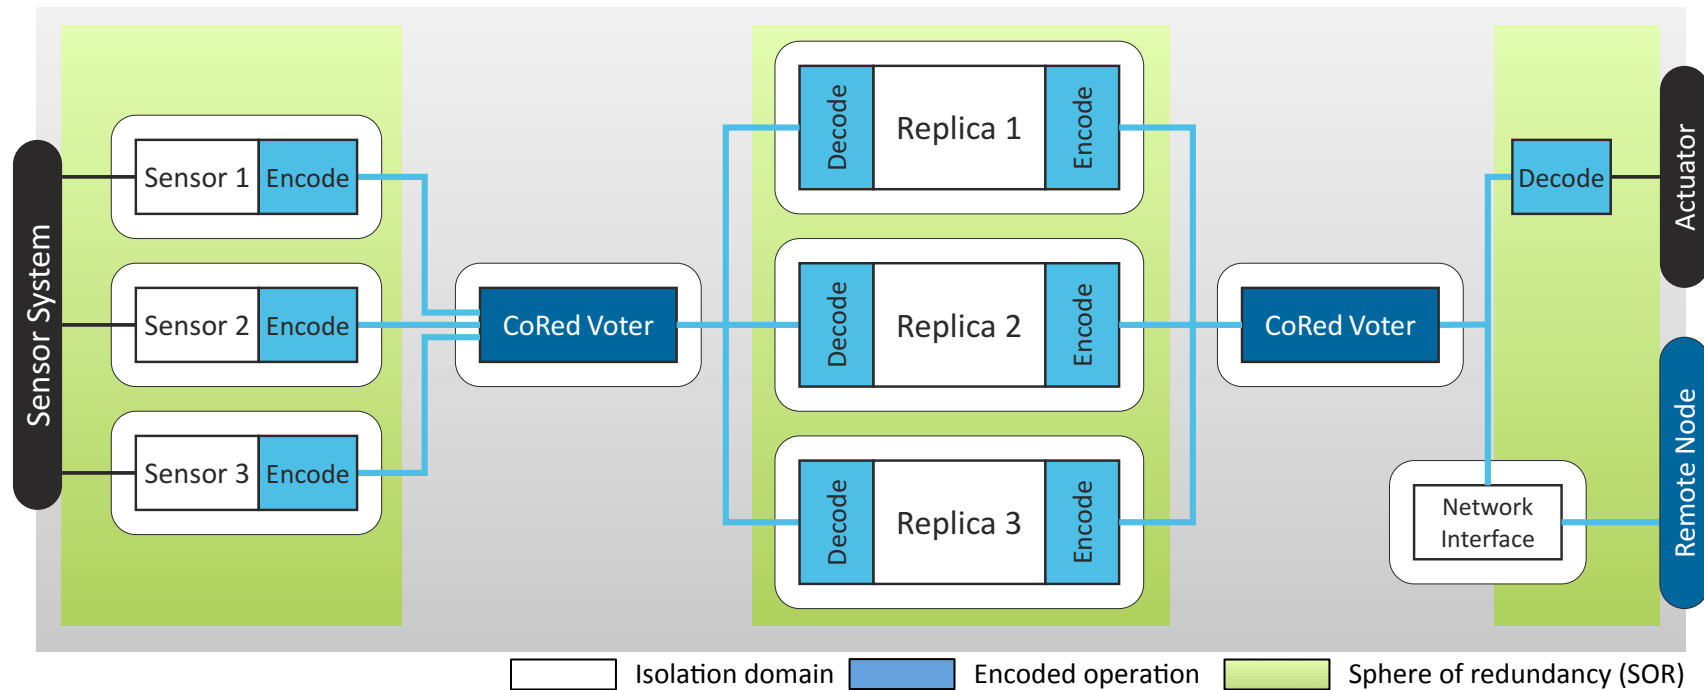 Sensor System
Sensor 1
Encode
Sensor 2
Encode
Sensor 3
Encode
CoRed Voter
Decode
Replica 1
Encode
Decode
Replica 2
Encode
Decode
Replica 3
Encode
CoRed Voter
Decode
Actuator
Network
Interface
Remote Node
Isolation domain
Encoded operation
Sphere of redundancy (SOR)